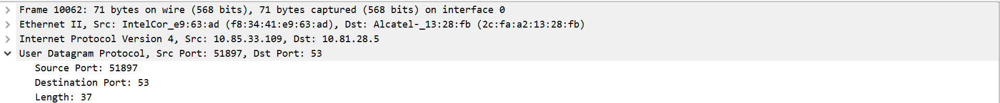 Frame 10062: 71 bytes on wire (568 bits), 71 bytes captured (568 bits) on interface 0
Ethernet II, Src: IntelCor_e9:63:ad (f8:34:41:e9:63:ad), Dst: Alcatel-_13:28:fb (2c:fa:a2:13:28:fb)
Internet Protocol Version 4, Src: 10.85.33.109, Dst: 10.81.28.5
User Datagram Protocol, Src Port: 51897, Dst Port: 53
Source Port: 51897
Destination Port: 53
Length: 37